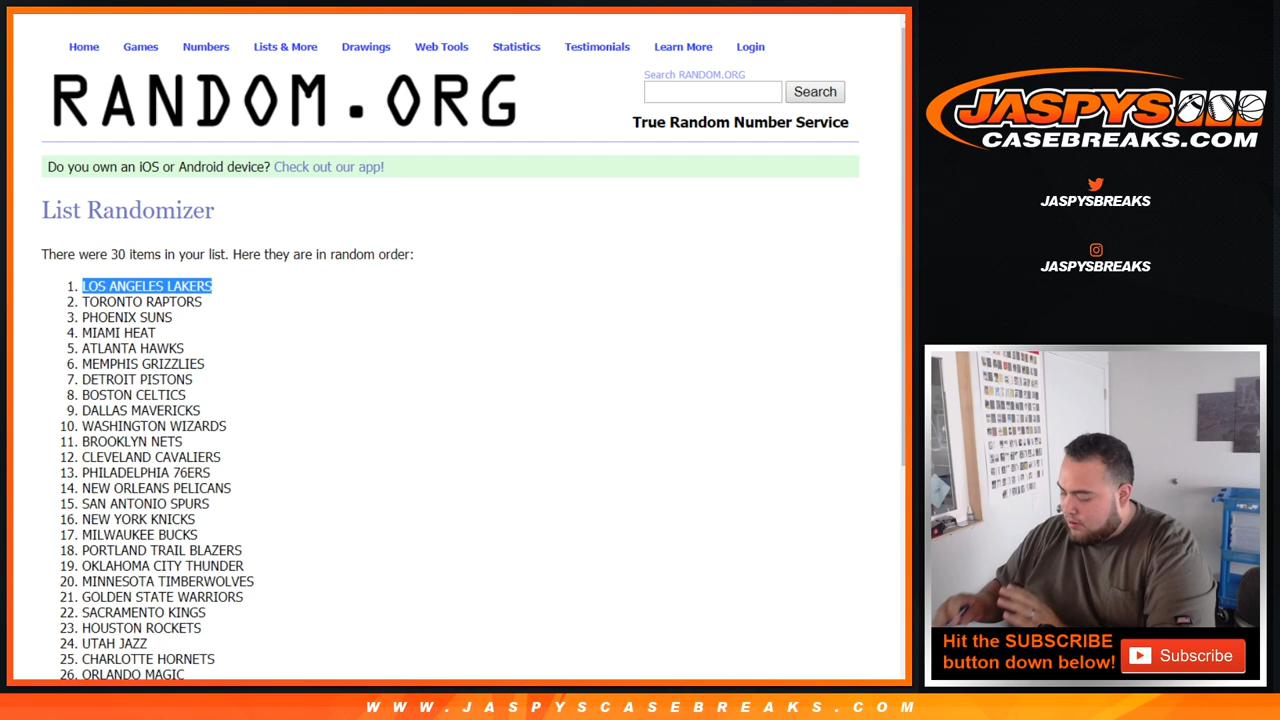 Home Games Numbers Lists & More Drawings Web Tools Statistics Testimonials Learn More Login
RANDOM.ORG
Search RANDOM.ORG
Search
True Random Number Service
Do you own an iOS or Android device? Check out our app!
List Randomizer
There were 30 items in your list. Here they are in random order:
1. LOS ANGELES LAKERS
2. TORONTO RAPTORS
3. PHOENIX SUNS
4. MIAMI HEAT
5. ATLANTA HAWKS
6. MEMPHIS GRIZZLIES
7. DETROIT PISTONS
8. BOSTON CELTICS
9. DALLAS MAVERICKS
10. WASHINGTON WIZARDS
11. BROOKLYN NETS
12. CLEVELAND CAVALIERS
13. PHILADELPHIA 76ERS
14. NEW ORLEANS PELICANS
15. SAN ANTONIO SPURS
16. NEW YORK KNICKS
17. MILWAUKEE BUCKS
18. PORTLAND TRAIL BLAZERS
19. OKLAHOMA CITY THUNDER
20. MINNESOTA TIMBERWOLVES
21. GOLDEN STATE WARRIORS
22. SACRAMENTO KINGS
23. HOUSTON ROCKETS
24. UTAH JAZZ
25. CHARLOTTE HORNETS
26. ORLANDO MAGIC
JASPYS
CASEBREAKS.COM
JASPYSBREAKS
JASPYSBREAKS
Hit the SUBSCRIBE
button down below!
Subscribe
WWW.JASPYSCASEBREAKS.COM